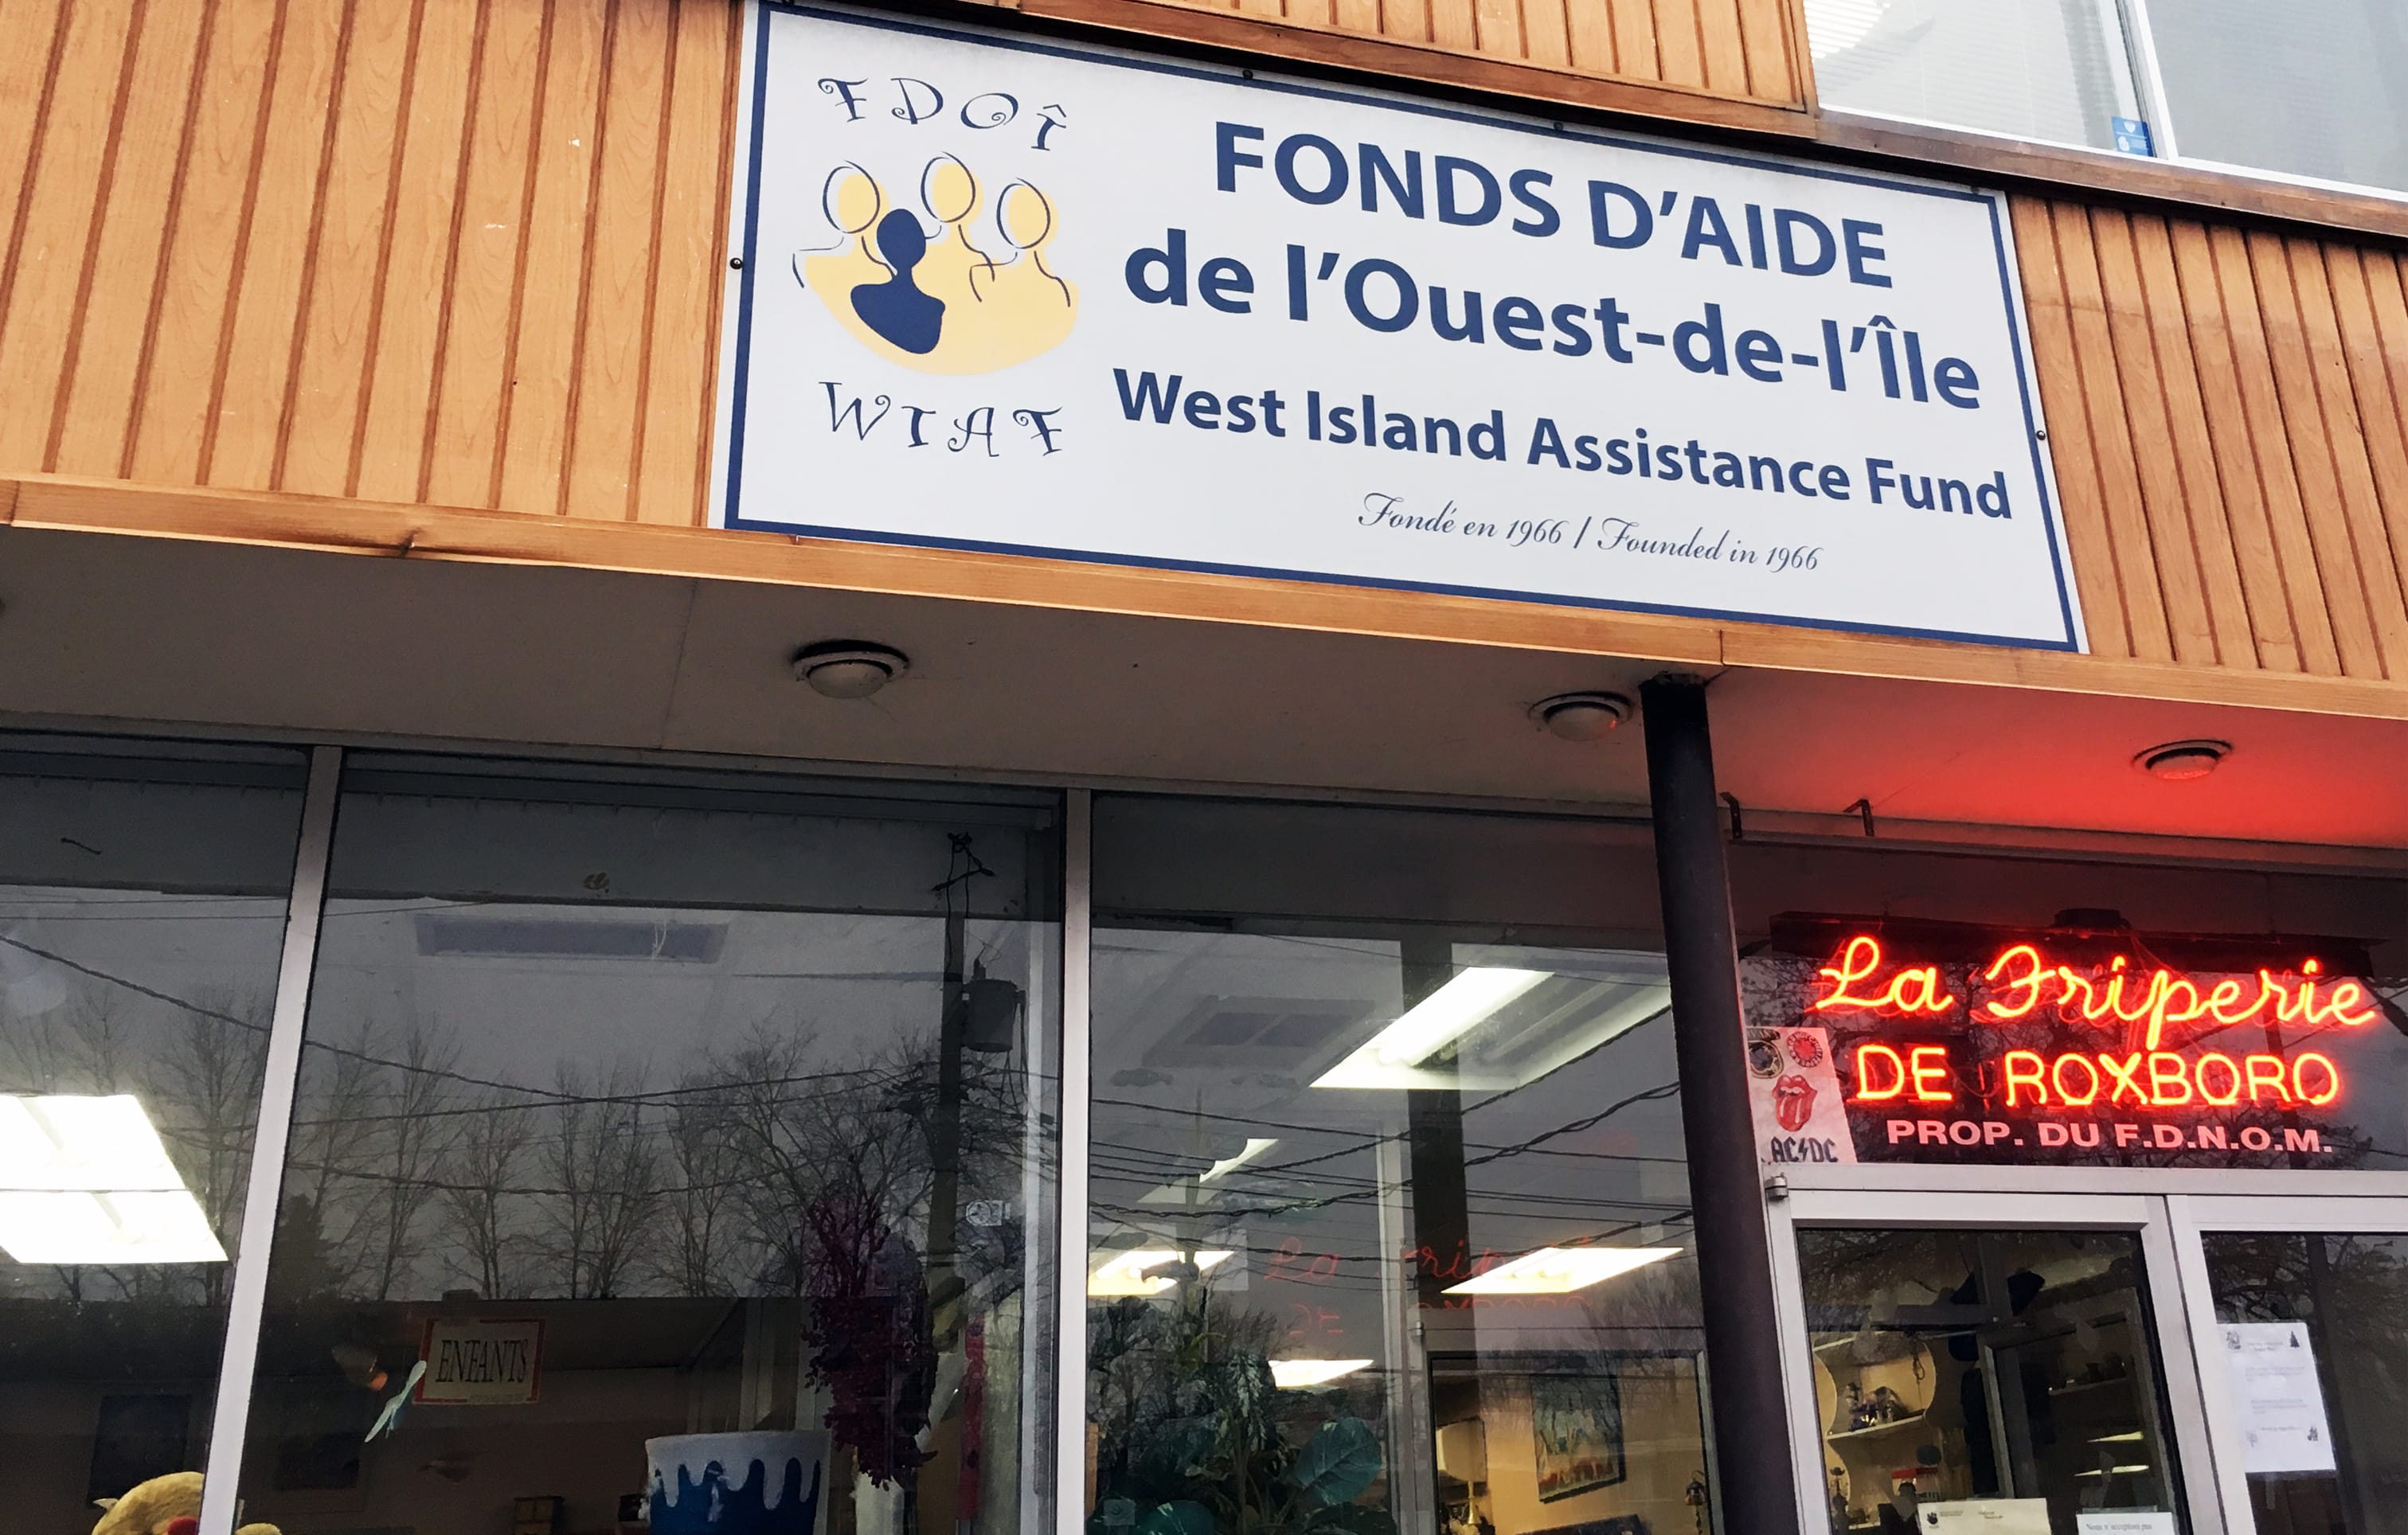 FDOÎ
FONDS D'AIDE
de l'Ouest-de-l'Île
West Island Assistance Fund
WIAF
Fondé en 1966 / Founded in 1966
La Friperie
DE ROXBORO
PROP. DU F.D.N.O.M.
AC/DC
ENFANTS